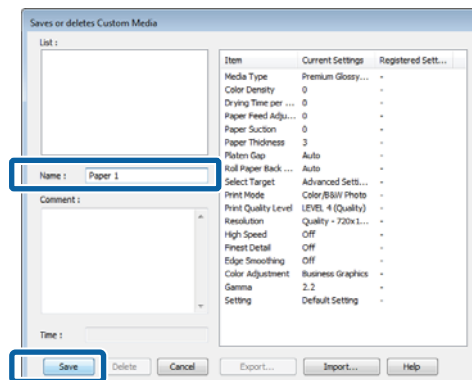 Saves or deletes Custom Media
List :
Item Current Settings Registered Sett...
Media Type Premium Glossy... -
Color Density 0 -
Drying Time per ... 0 -
Paper Feed Adju... 0 -
Paper Suction 0 -
Paper Thickness 3 -
Platen Gap Auto -
Roll Paper Back ... Auto -
Select Target Advanced Setti... -
Print Mode Color/B&W Photo -
Print Quality Level LEVEL 4 (Quality) -
Resolution Quality - 720x1... -
High Speed Off -
Finest Detail Off -
Edge Smoothing Off -
Color Adjustment Business Graphics -
Gamma 2.2 -
Setting Default Setting -
Name : Paper 1
Comment :
Time :
Save Delete Cancel Export... Import... Help